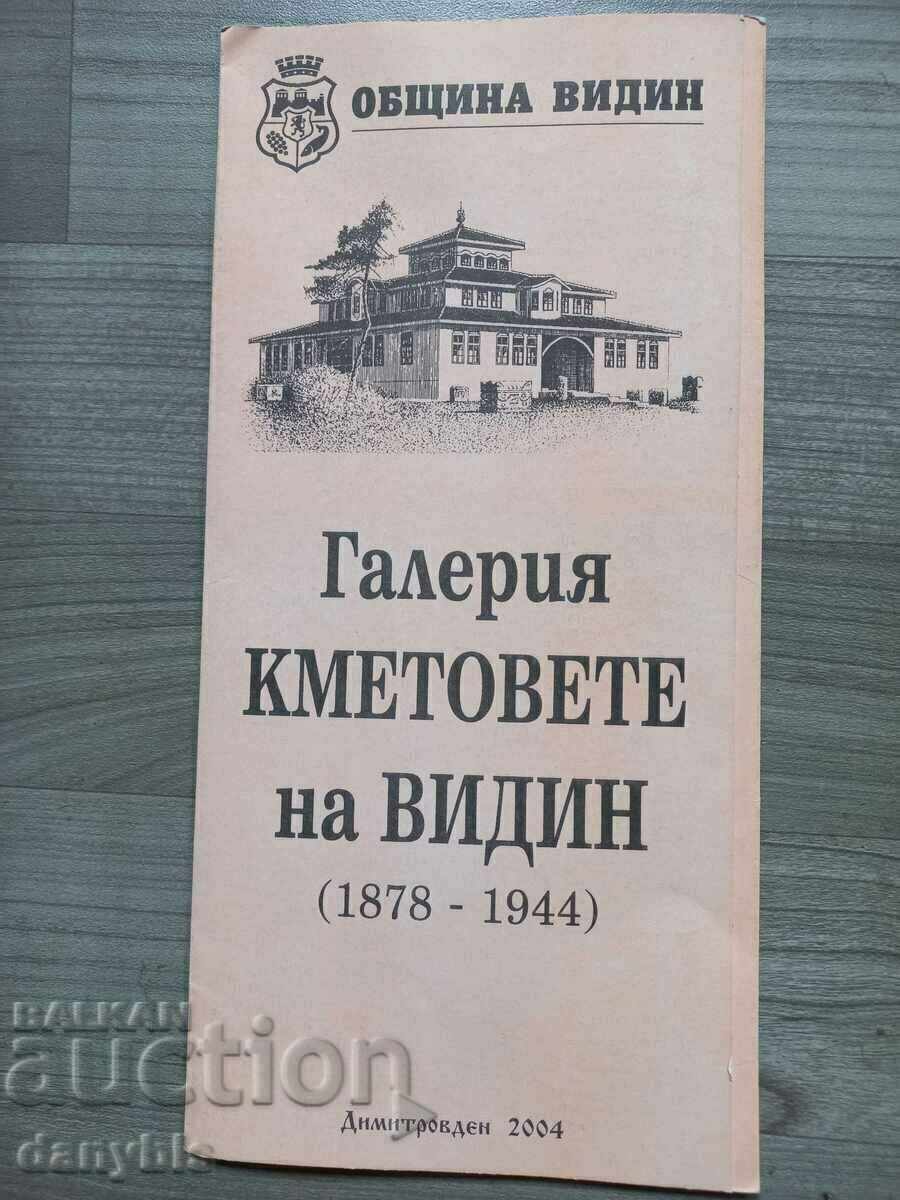 ОБЩИНА ВИДИН
Галерия
КМЕТОВЕТЕ
на ВИДИН
(1878 - 1944)
BALKAN
auction
Димитровден 2004
danybls